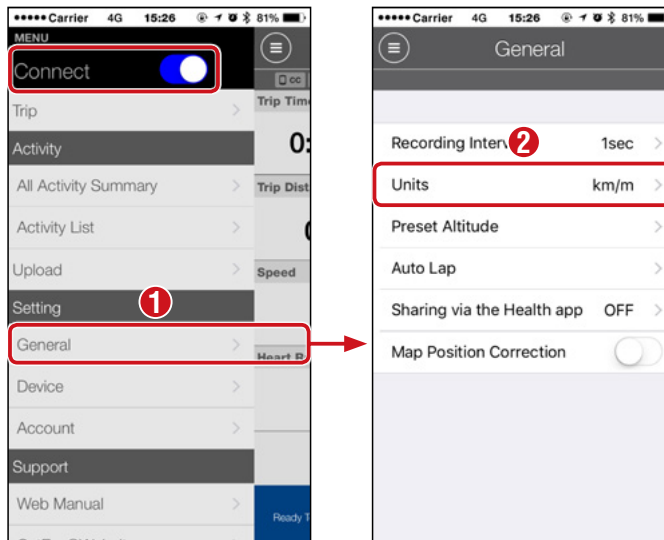 Carrier 4G 15:26 81%
MENU
Connect
CC
Trip
Trip Tim
0:
Activity
All Activity Summary
Trip Dist
Activity List
Upload
Speed
Setting
1
General
Heart R
Device
Account
Support
Web Manual
Ready T
Carrier 4G 15:26 81%
General
Recording Interv
2
1sec
Units km/m
Preset Altitude
Auto Lap
Sharing via the Health app OFF
Map Position Correction